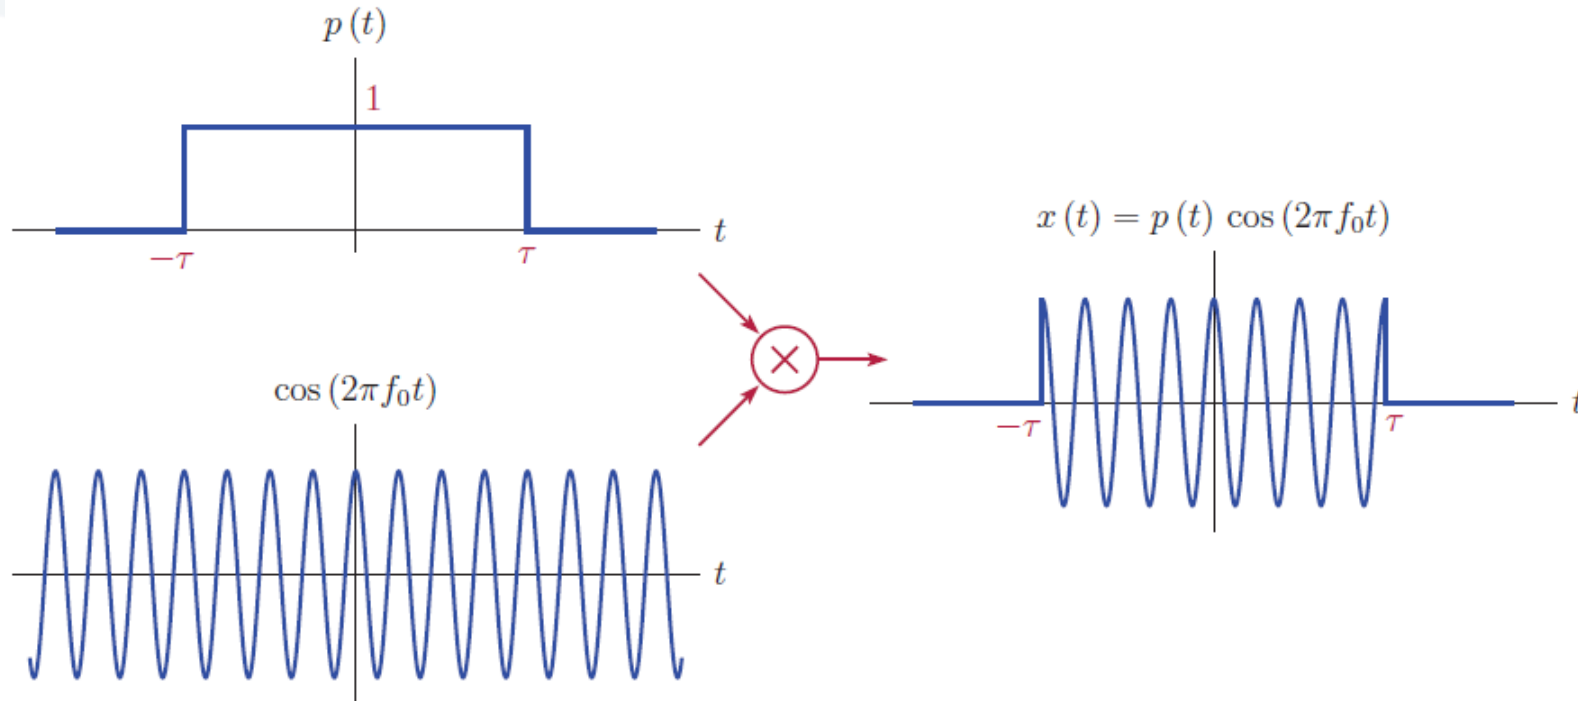 p (t)
1
t
−τ
τ
cos (2πf₀t)
t
×
x (t) = p (t) cos (2πf₀t)
−τ
τ
t